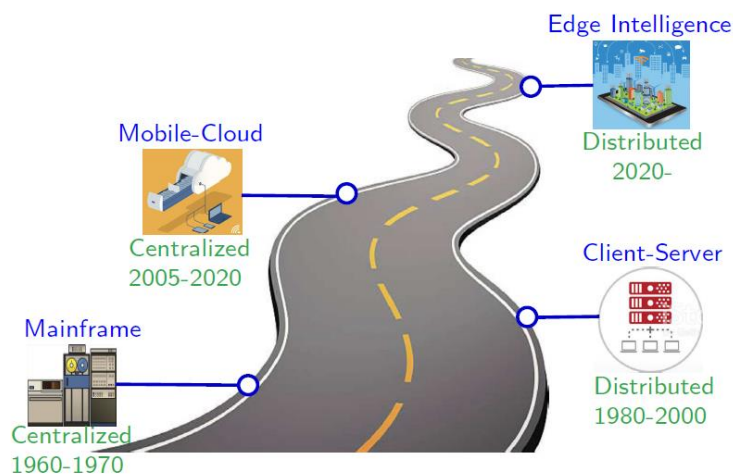 Edge Intelligence
Distributed
2020-
Mobile-Cloud
Centralized
2005-2020
Client-Server
Distributed
1980-2000
Mainframe
Centralized
1960-1970